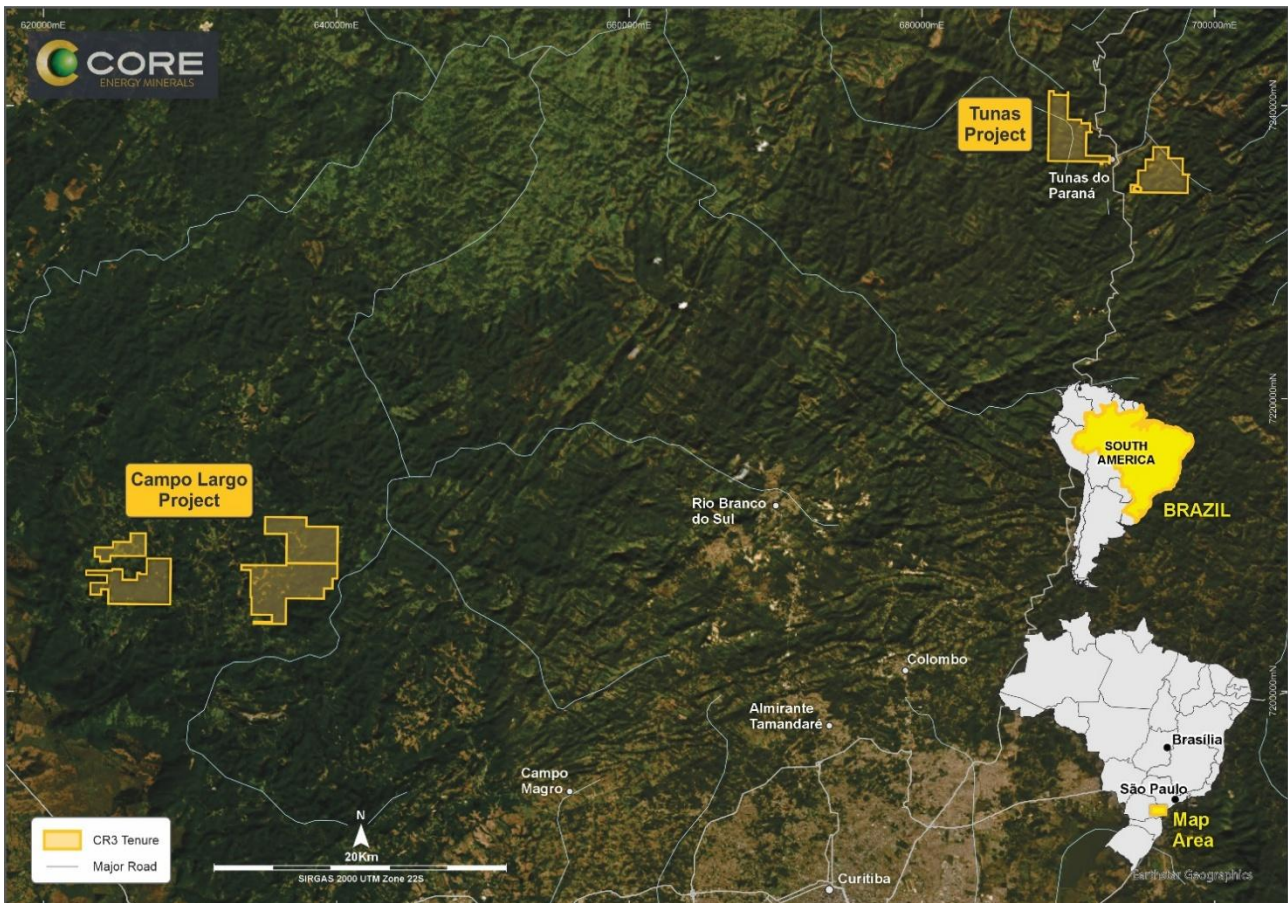 620000mE
640000mE
660000mE
680000mE
700000mE
CORE
ENERGY MINERALS
Tunas
Project
7240000mN
Tunas do
Paraná
7220000mN
SOUTH
AMERICA
BRAZIL
Campo Largo
Project
Rio Branco
do Sul
Colombo
7200000mN
Almirante
Tamandaré
Brasília
Campo
Magro
São Paulo
Map
Area
CR3 Tenure
Major Road
N
20Km
SIRGAS 2000 UTM Zone 22S
Curitiba
Earthstar Geographics